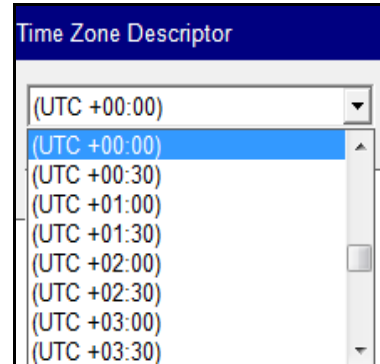 Time Zone Descriptor
(UTC +00:00)
(UTC +00:00)
(UTC +00:30)
(UTC +01:00)
(UTC +01:30)
(UTC +02:00)
(UTC +02:30)
(UTC +03:00)
(UTC +03:30)